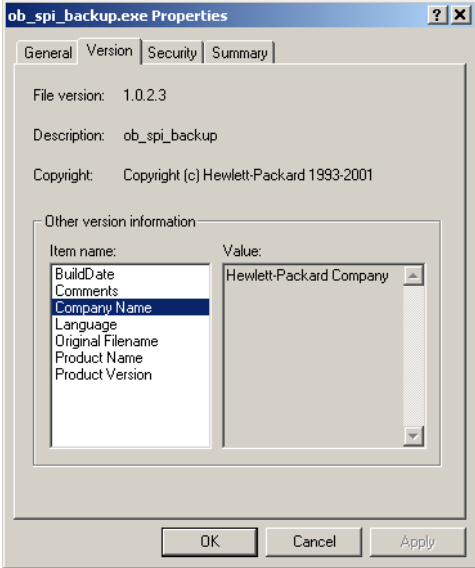 ob_spi_backup.exe Properties
General Version Security Summary
File version: 1.0.2.3
Description: ob_spi_backup
Copyright: Copyright (c) Hewlett-Packard 1993-2001
Other version information
Item name: Value:
BuildDate Hewlett-Packard Company
Comments
Company Name
Language
Original Filename
Product Name
Product Version
OK Cancel Apply